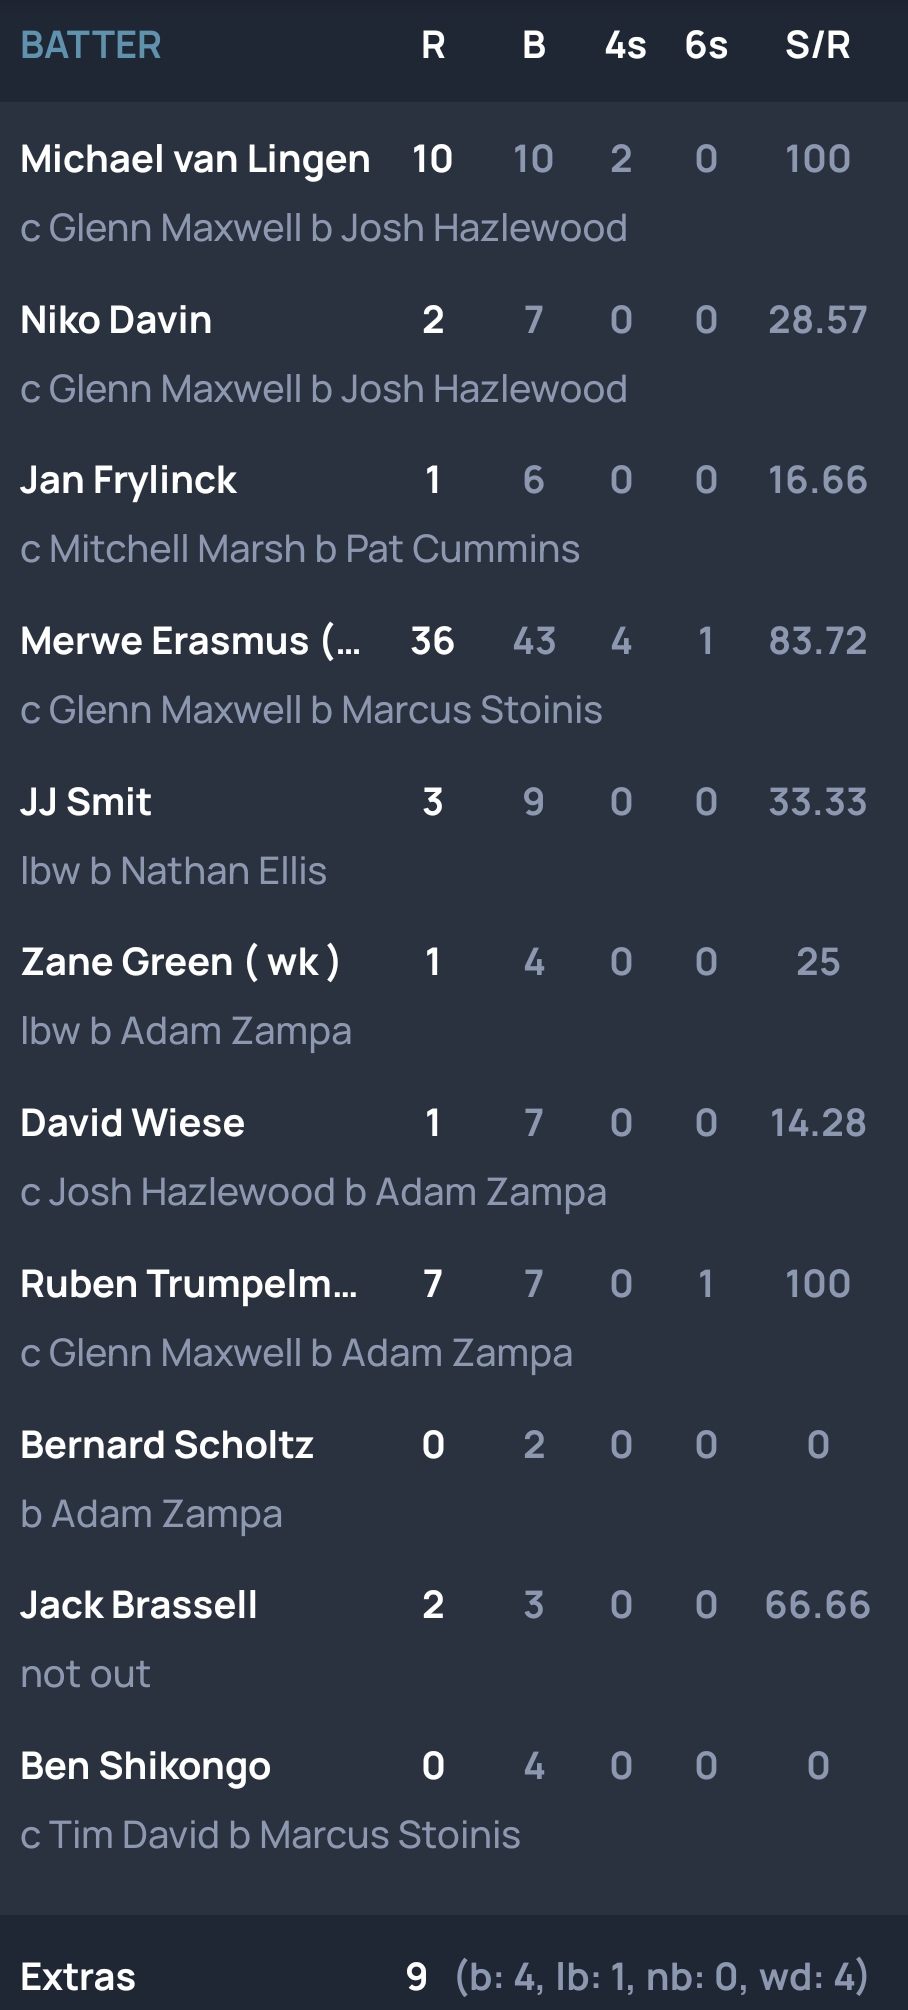 BATTER R B 4s 6s S/R
Michael van Lingen 10 10 2 0 100
c Glenn Maxwell b Josh Hazlewood
Niko Davin 2 7 0 0 28.57
c Glenn Maxwell b Josh Hazlewood
Jan Frylinck 1 6 0 0 16.66
c Mitchell Marsh b Pat Cummins
Merwe Erasmus (... 36 43 4 1 83.72
c Glenn Maxwell b Marcus Stoinis
JJ Smit 3 9 0 0 33.33
lbw b Nathan Ellis
Zane Green ( wk ) 1 4 0 0 25
lbw b Adam Zampa
David Wiese 1 7 0 0 14.28
c Josh Hazlewood b Adam Zampa
Ruben Trumpelm... 7 7 0 1 100
c Glenn Maxwell b Adam Zampa
Bernard Scholtz 0 2 0 0 0
b Adam Zampa
Jack Brassell 2 3 0 0 66.66
not out
Ben Shikongo 0 4 0 0 0
c Tim David b Marcus Stoinis
Extras 9 (b: 4, lb: 1, nb: 0, wd: 4)